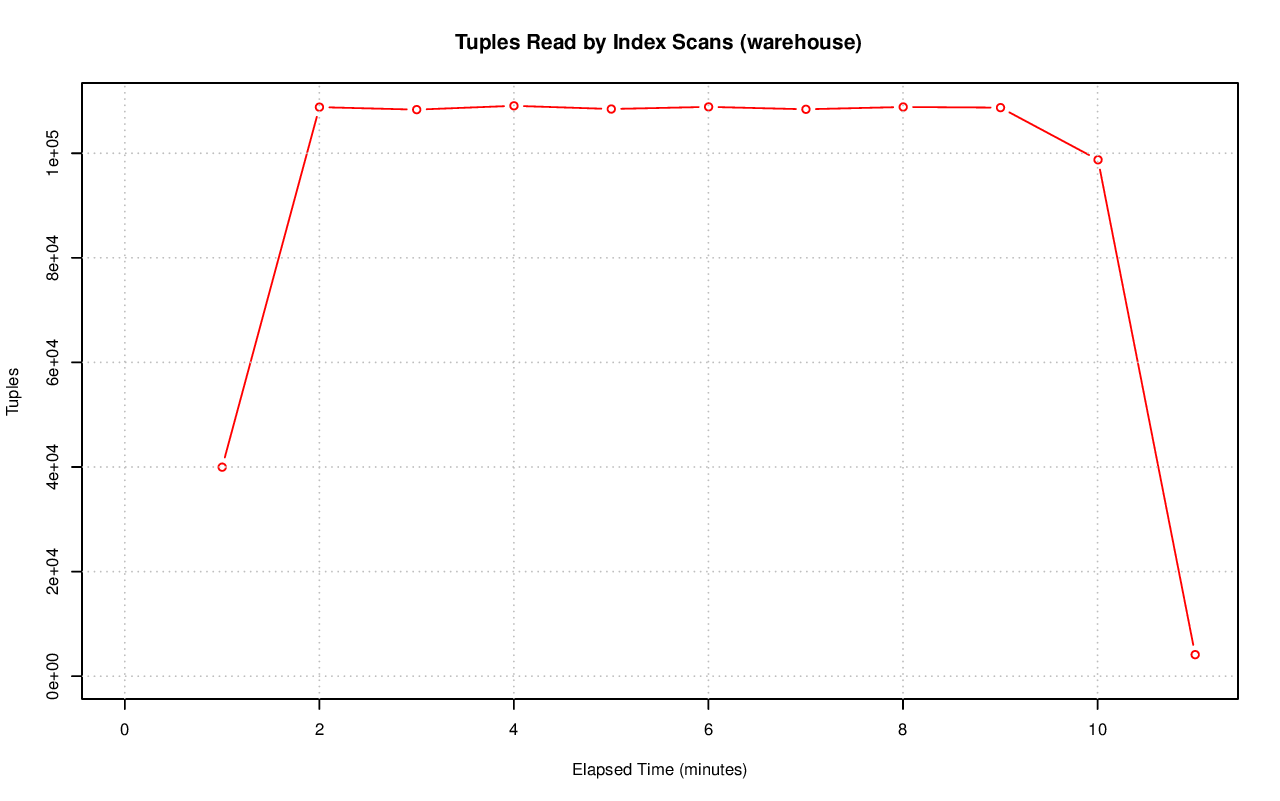 Tuples Read by Index Scans (warehouse)
Tuples
1e+05
8e+04
6e+04
4e+04
2e+04
0e+00
0 2 4 6 8 10
Elapsed Time (minutes)